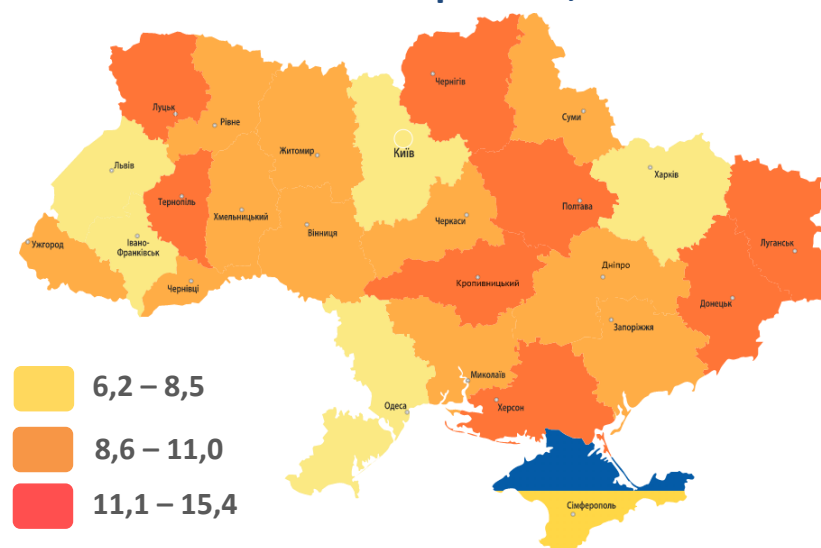 Чернігів
Луцьк
Рівне
Суми
Житомир
Київ
Львів
Харків
Тернопіль
Полтава
Хмельницький
Черкаси
Вінниця
Івано-
Франківськ
Ужгород
Луганськ
Дніпро
Чернівці
Кропивницький
Донецьк
Запоріжжя
Миколаїв
Херсон
Одеса
Сімферополь
6,2 – 8,5
8,6 – 11,0
11,1 – 15,4